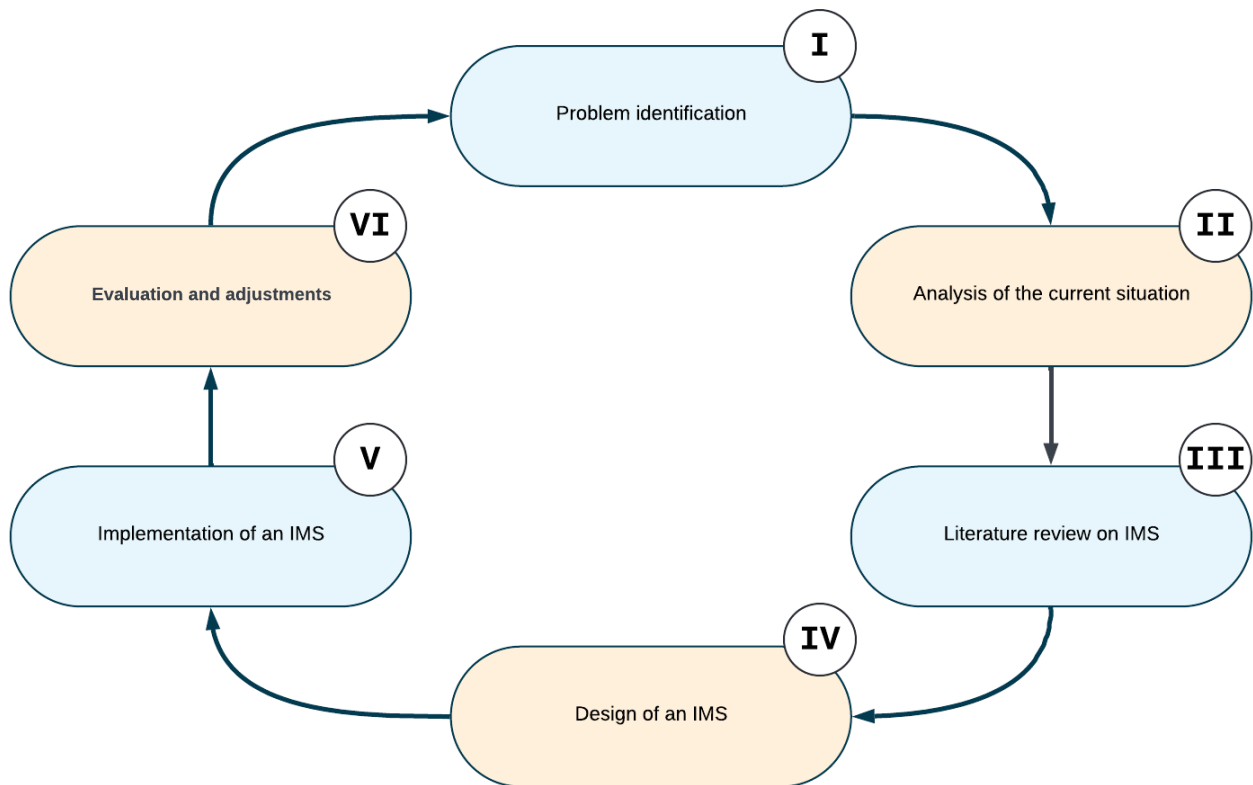 I
Problem identification
II
Analysis of the current situation
III
Literature review on IMS
IV
Design of an IMS
V
Implementation of an IMS
VI
Evaluation and adjustments